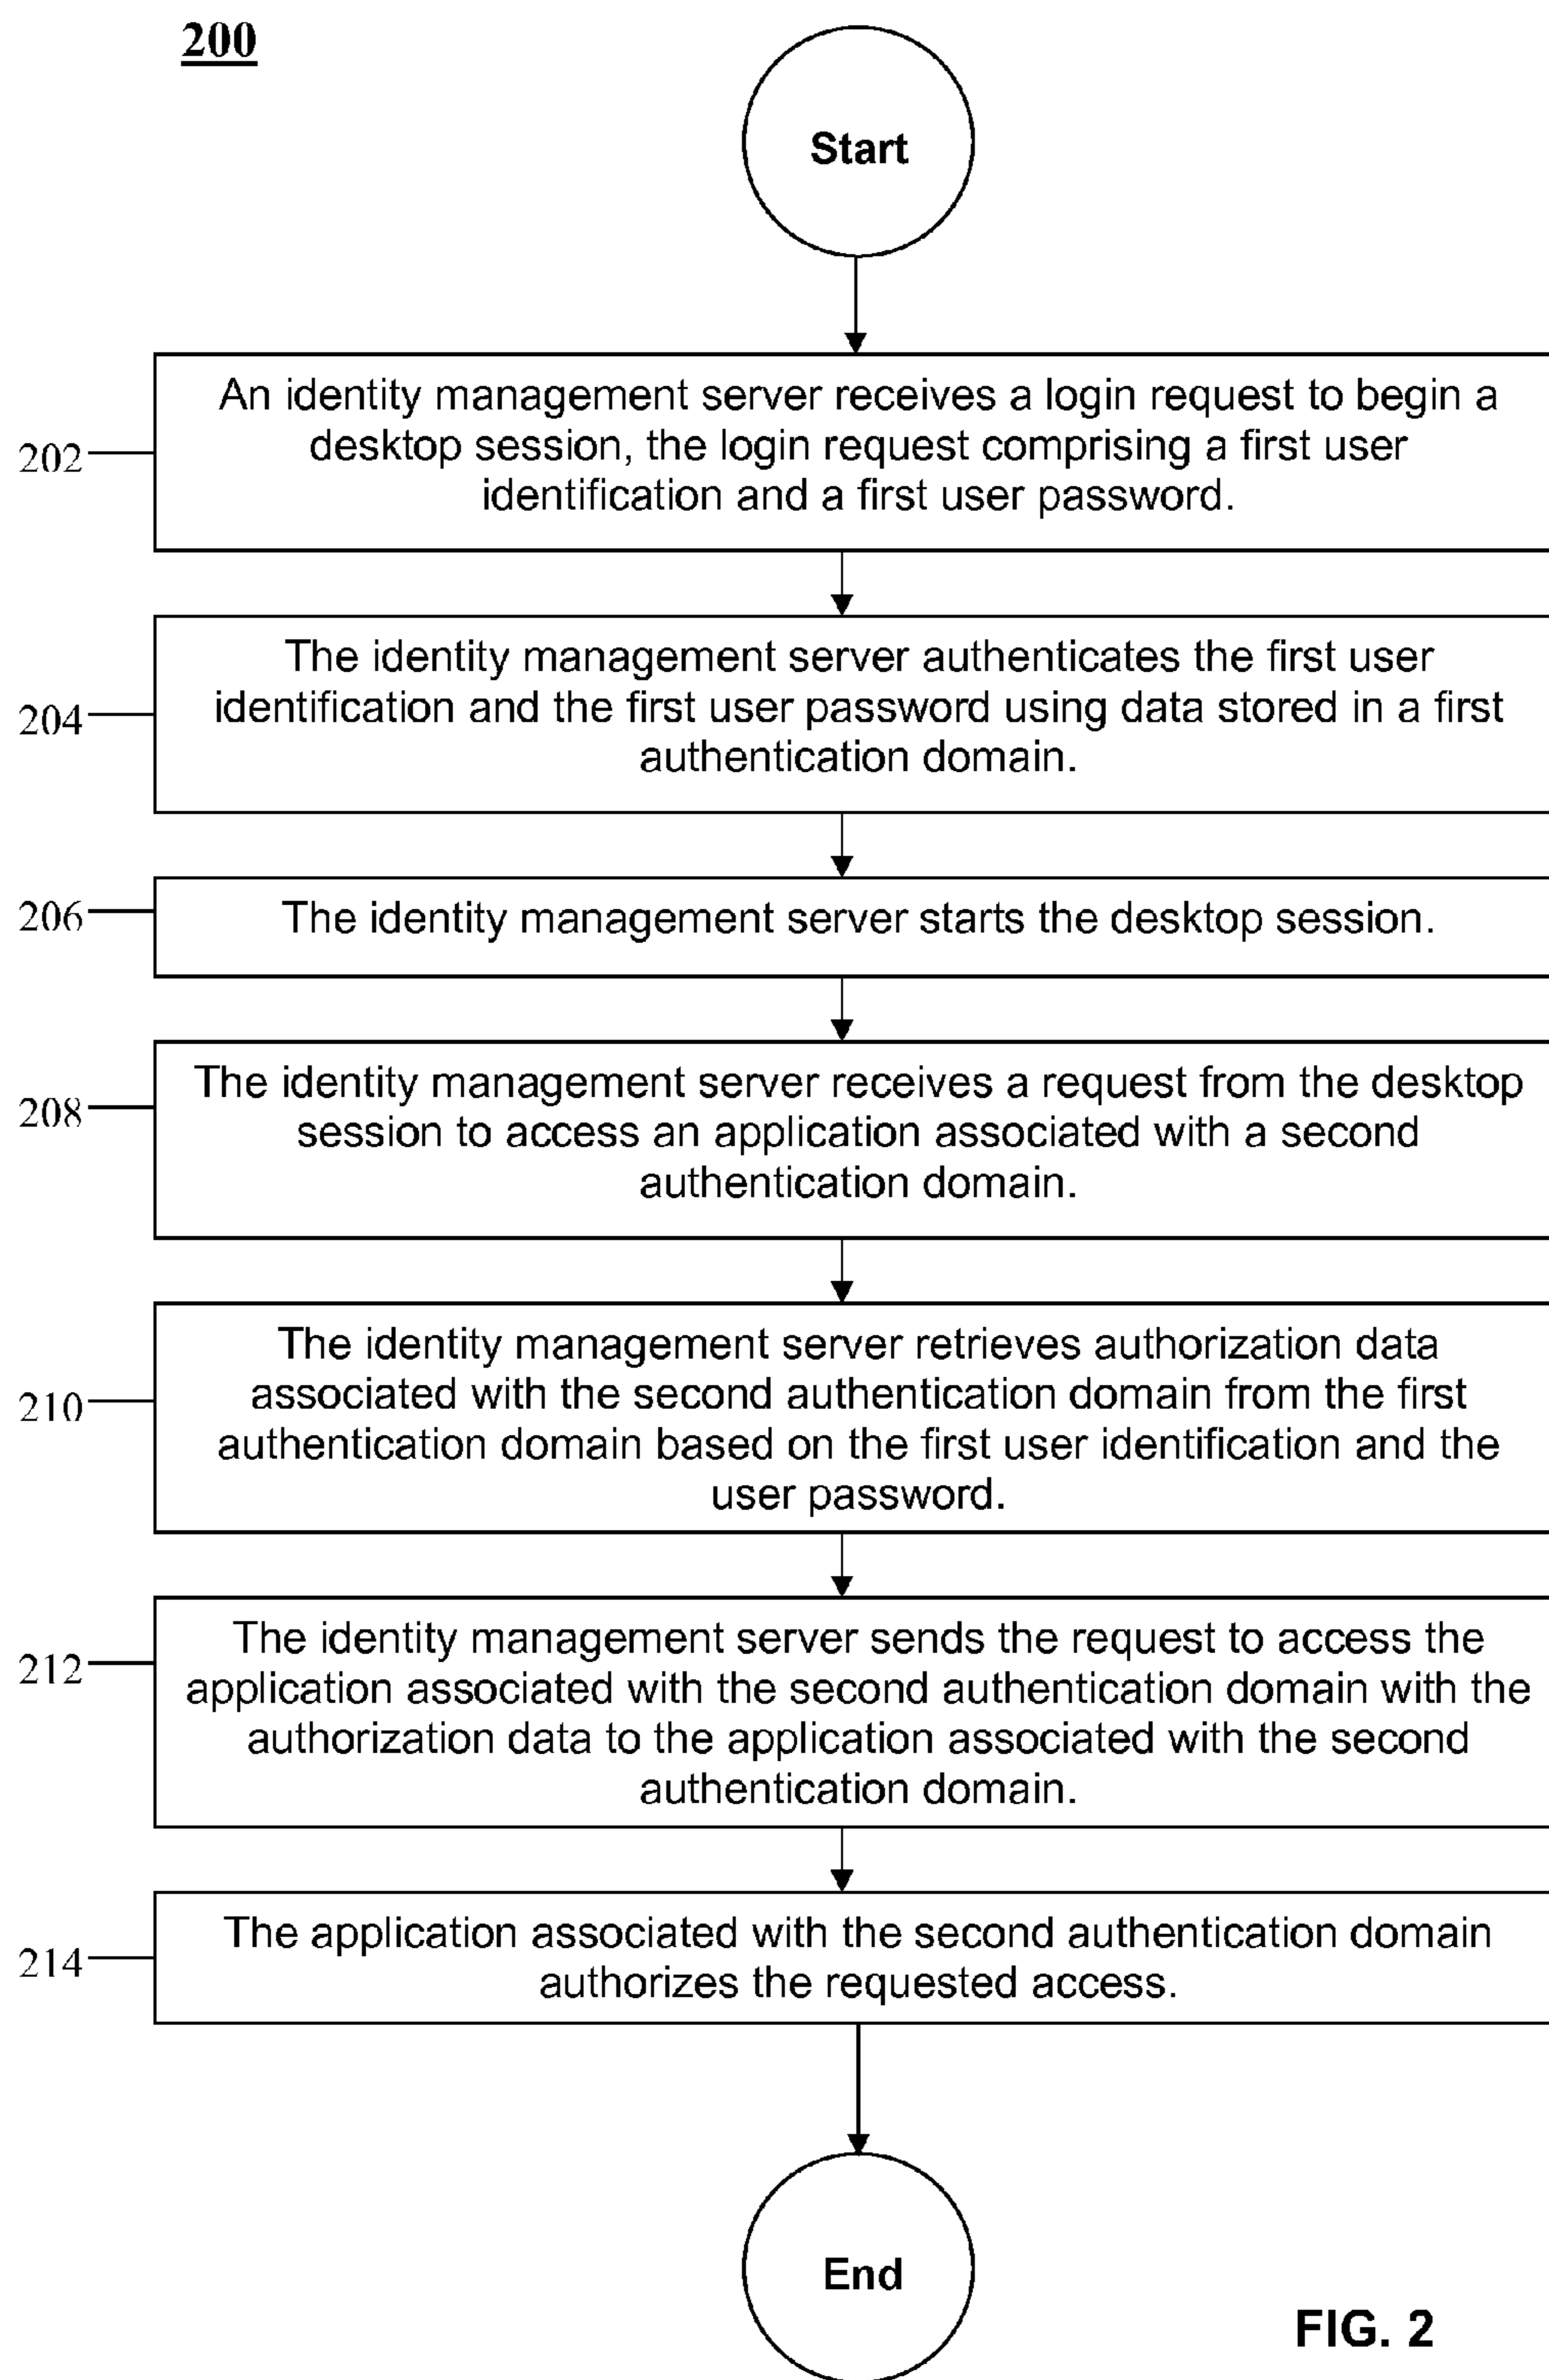 200
Start
An identity management server receives a login request to begin a
desktop session, the login request comprising a first user
identification and a first user password.
202
The identity management server authenticates the first user
identification and the first user password using data stored in a first
authentication domain.
204
The identity management server starts the desktop session.
206
The identity management server receives a request from the desktop
session to access an application associated with a second
authentication domain.
208
The identity management server retrieves authorization data
associated with the second authentication domain from the first
authentication domain based on the first user identification and the
user password.
210
The identity management server sends the request to access the
application associated with the second authentication domain with the
authorization data to the application associated with the second
authentication domain.
212
The application associated with the second authentication domain
authorizes the requested access.
214
End
FIG. 2